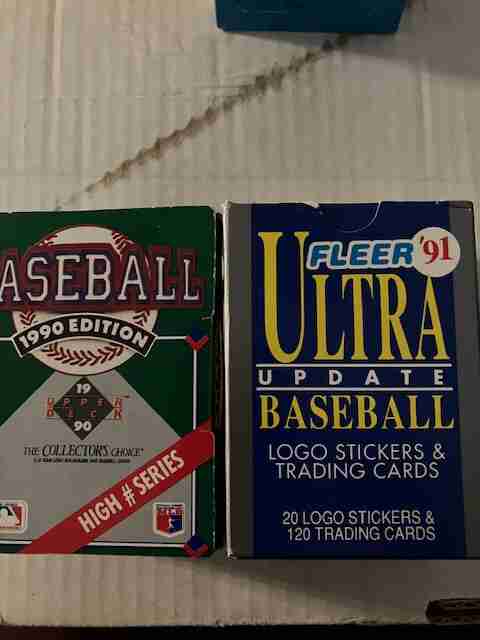 ASEBALL
1990 EDITION
19
UPPER
DECK
90
THE COLLECTOR'S CHOICE
HIGH # SERIES
FLEER '91
ULTRA
UPDATE
BASEBALL
LOGO STICKERS &
TRADING CARDS
20 LOGO STICKERS &
120 TRADING CARDS